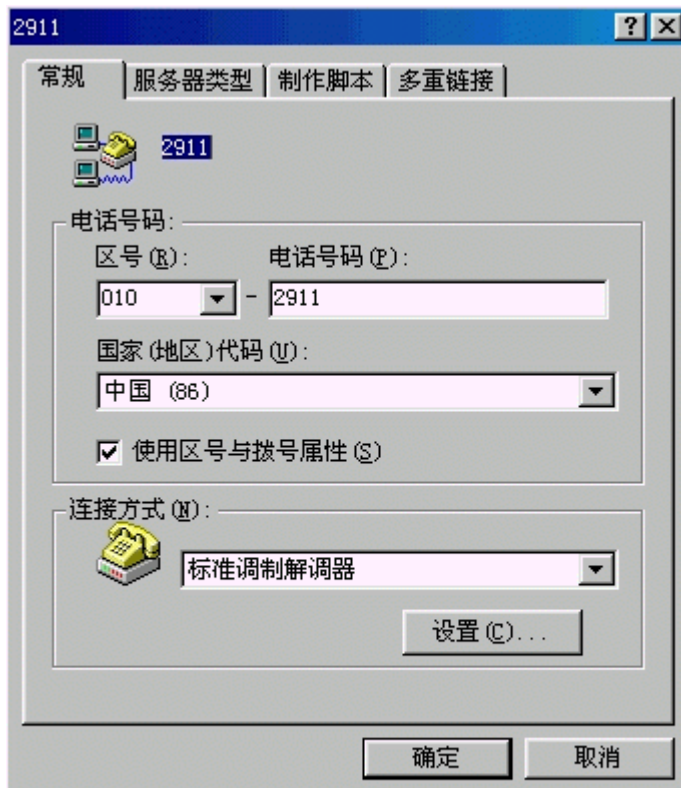 2911
常规 服务器类型 制作脚本 多重链接
2911
电话号码:
区号(R): 电话号码(P):
010 - 2911
国家(地区)代码(U):
中国 (86)
使用区号与拨号属性(S)
连接方式(N):
标准调制解调器
设置(C)...
确定 取消